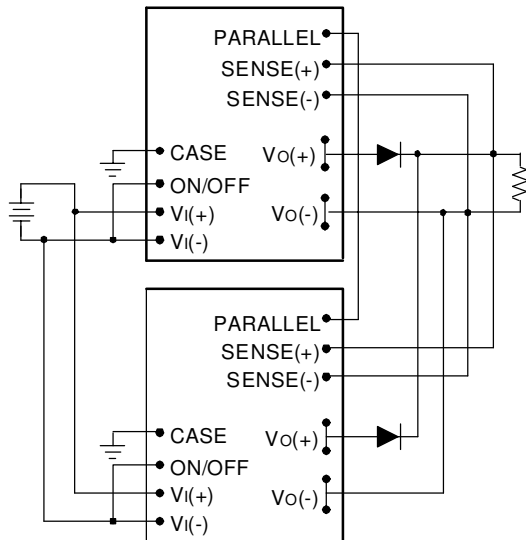 PARALLEL
SENSE(+)
SENSE(-)
CASE
VO(+)
ON/OFF
VI(+)
VO(-)
VI(-)
PARALLEL
SENSE(+)
SENSE(-)
CASE
VO(+)
ON/OFF
VI(+)
VO(-)
VI(-)